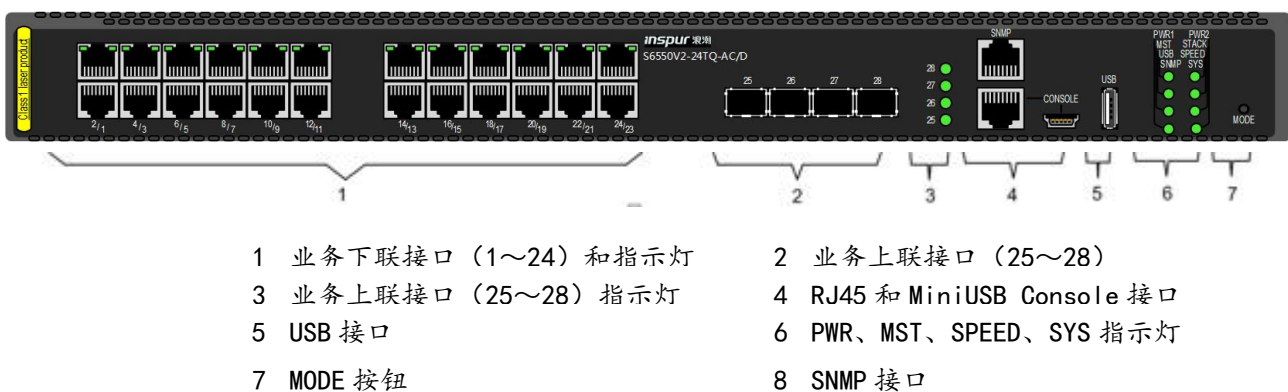 Class1 laser product
inspur 浪潮
S6550V2-24TQ-AC/D
2/1 4/3 6/5 8/7 10/9 12/11 14/13 16/15 18/17 20/19 22/21 24/23
25 26 27 28
28
27
26
25
SNMP
CONSOLE
USB
PWR1 PWR2
MST STACK
USB SPEED
SNMP SYS
MODE
1 2 3 4 5 6 7
1 业务下联接口（1～24）和指示灯 2 业务上联接口（25～28）
3 业务上联接口（25～28）指示灯 4 RJ45 和 MiniUSB Console 接口
5 USB 接口 6 PWR、MST、SPEED、SYS 指示灯
7 MODE 按钮 8 SNMP 接口